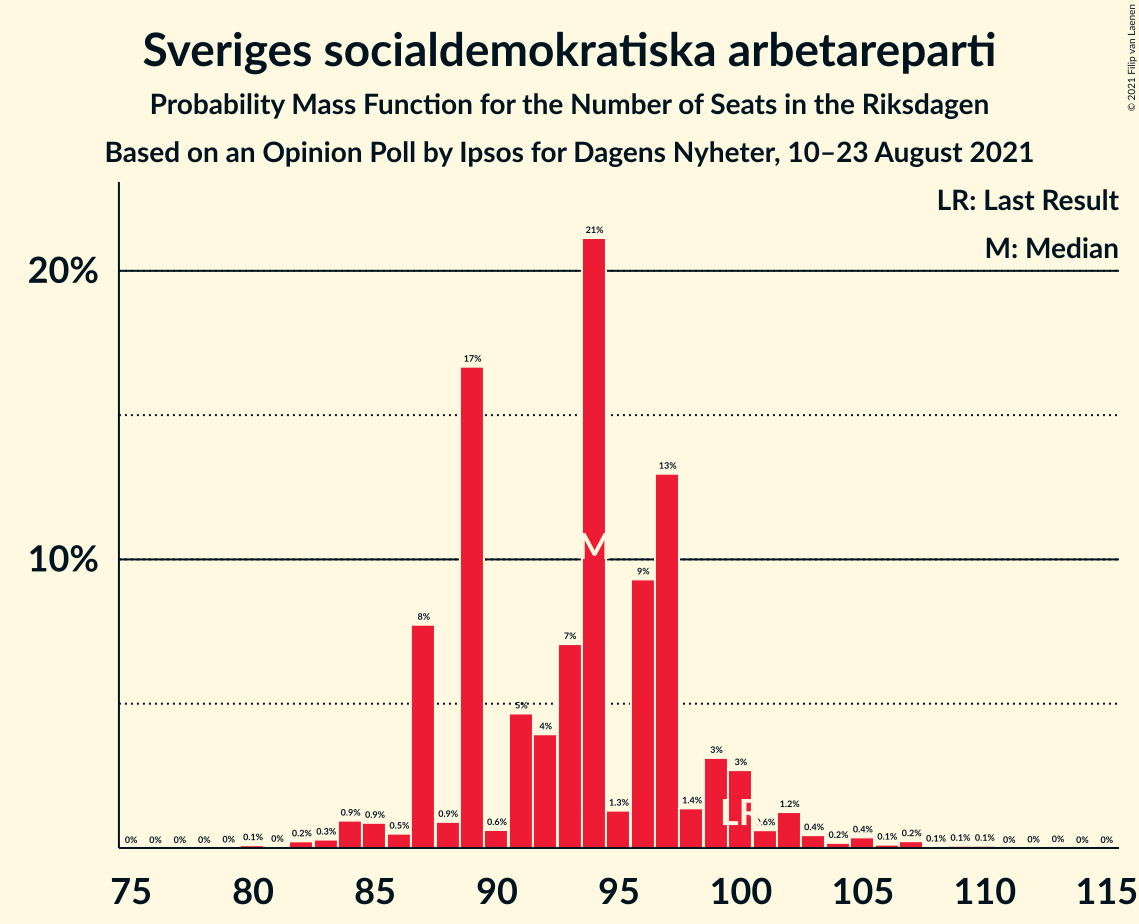 Sveriges socialdemokratiska arbetareparti
Probability Mass Function for the Number of Seats in the Riksdagen
Based on an Opinion Poll by Ipsos for Dagens Nyheter, 10–23 August 2021
© 2021 Filip van Laenen
LR: Last Result
M: Median
20%
10%
0% 0% 0% 0% 0% 0.1% 0% 0.2% 0.3% 0.9% 0.9% 0.5% 8% 0.9% 17% 0.6% 5% 4% 7% 21% 1.3% 9% 13% 1.4% 3% 3% 0.6% 1.2% 0.4% 0.2% 0.4% 0.1% 0.2% 0.1% 0.1% 0.1% 0% 0% 0% 0% 0%
M
LR
75 80 85 90 95 100 105 110 115